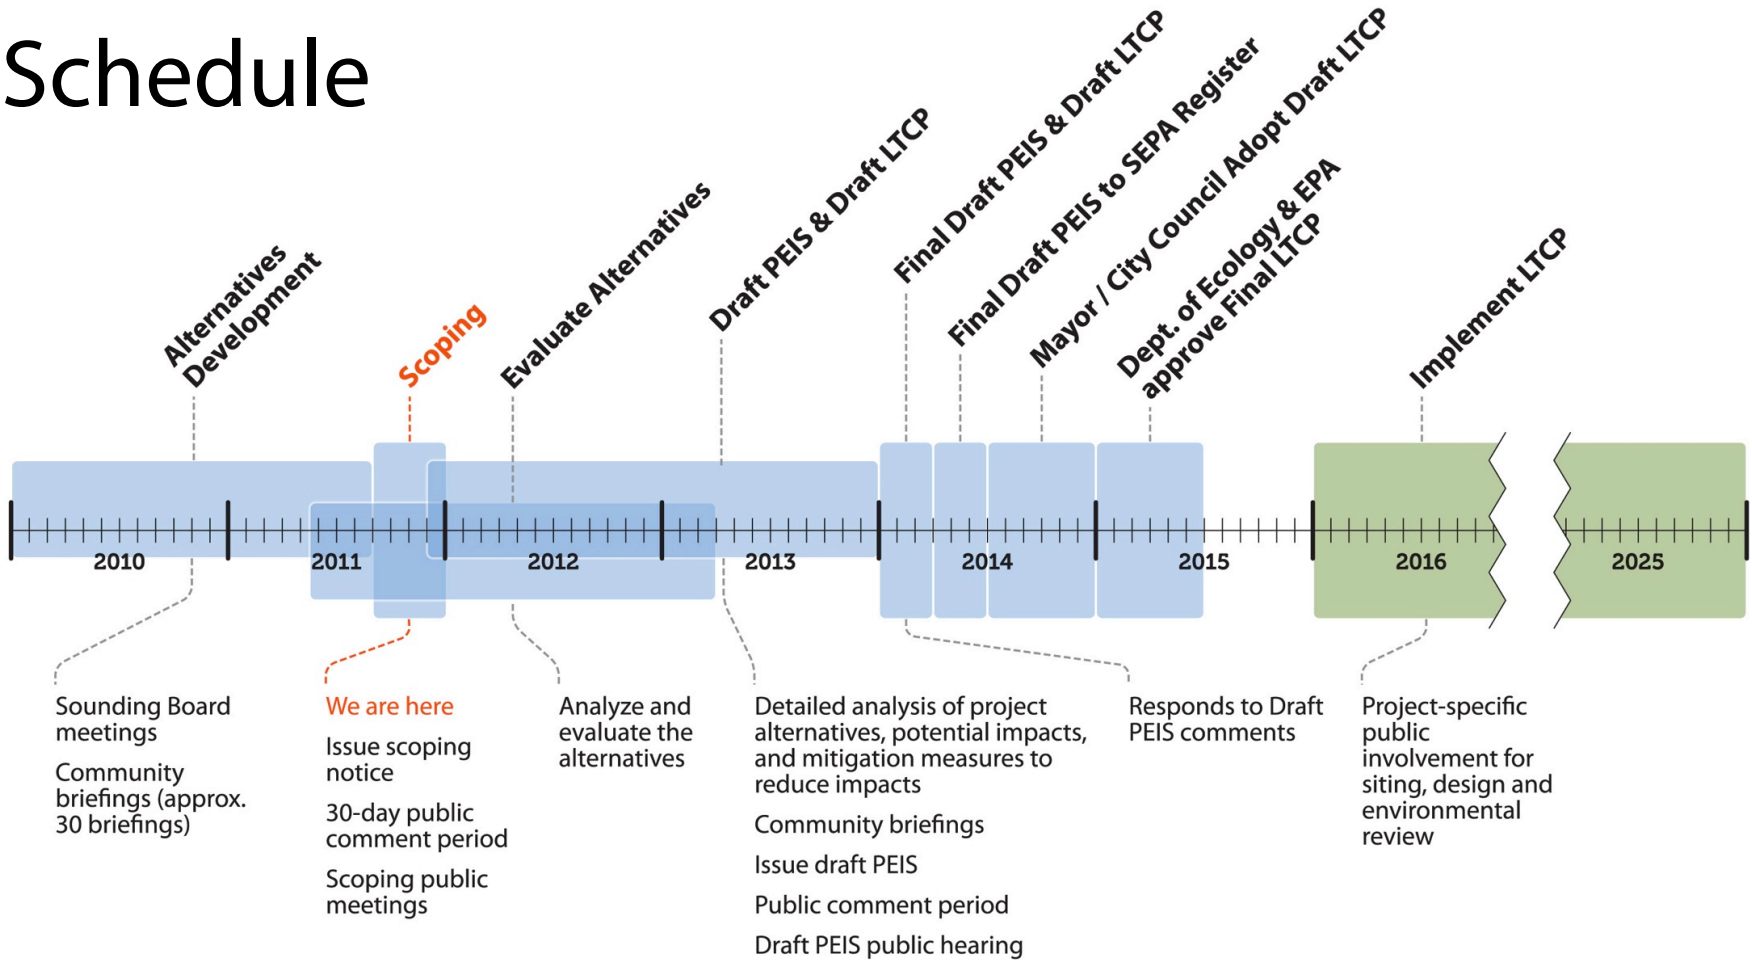 Schedule
Alternatives
Development
Scoping
Evaluate Alternatives
Draft PEIS & Draft LTCP
Final Draft PEIS & Draft LTCP
Final Draft PEIS to SEPA Register
Mayor / City Council Adopt Draft LTCP
Dept. of Ecology & EPA
approve Final LTCP
Implement LTCP
2010
2011
2012
2013
2014
2015
2016
2025
Sounding Board
meetings
Community
briefings (approx.
30 briefings)
We are here
Issue scoping
notice
30-day public
comment period
Scoping public
meetings
Analyze and
evaluate the
alternatives
Detailed analysis of project
alternatives, potential impacts,
and mitigation measures to
reduce impacts
Community briefings
Issue draft PEIS
Public comment period
Draft PEIS public hearing
Responds to Draft
PEIS comments
Project-specific
public
involvement for
siting, design and
environmental
review